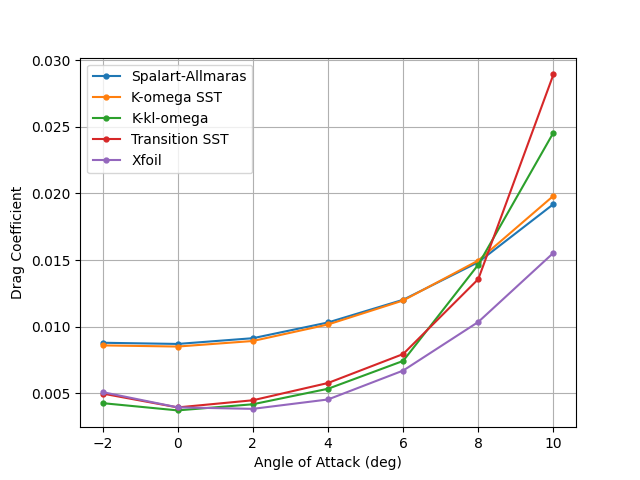 0.030
0.025
0.020
0.015
0.010
0.005
Drag Coefficient
Spalart-Allmaras
K-omega SST
K-kl-omega
Transition SST
Xfoil
−2 0 2 4 6 8 10
Angle of Attack (deg)